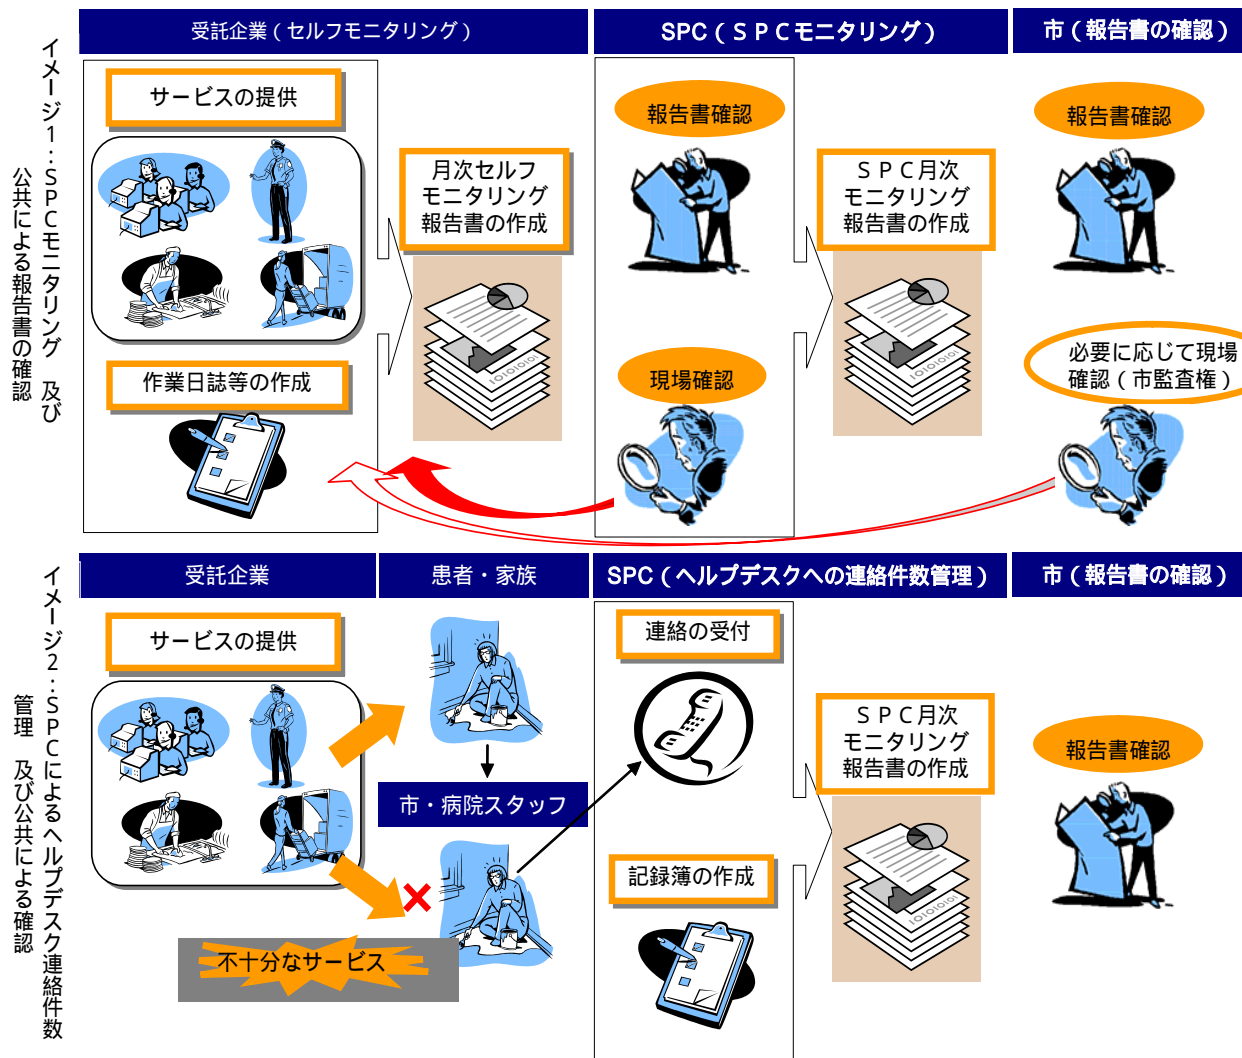 イメージ1：SPCモニタリング　及び
公共による報告書の確認
受託企業（セルフモニタリング）
SPC（ＳＰＣモニタリング）
市（報告書の確認）
サービスの提供
作業日誌等の作成
月次セルフ
モニタリング
報告書の作成
報告書確認
現場確認
ＳＰＣ月次
モニタリング
報告書の作成
報告書確認
必要に応じて現場
確認（市監査権）
イメージ2：SPCによるヘルプデスク連絡件数
管理　及び公共による確認
受託企業
患者・家族
SPC（ヘルプデスクへの連絡件数管理）
市（報告書の確認）
サービスの提供
市・病院スタッフ
不十分なサービス
連絡の受付
記録簿の作成
ＳＰＣ月次
モニタリング
報告書の作成
報告書確認